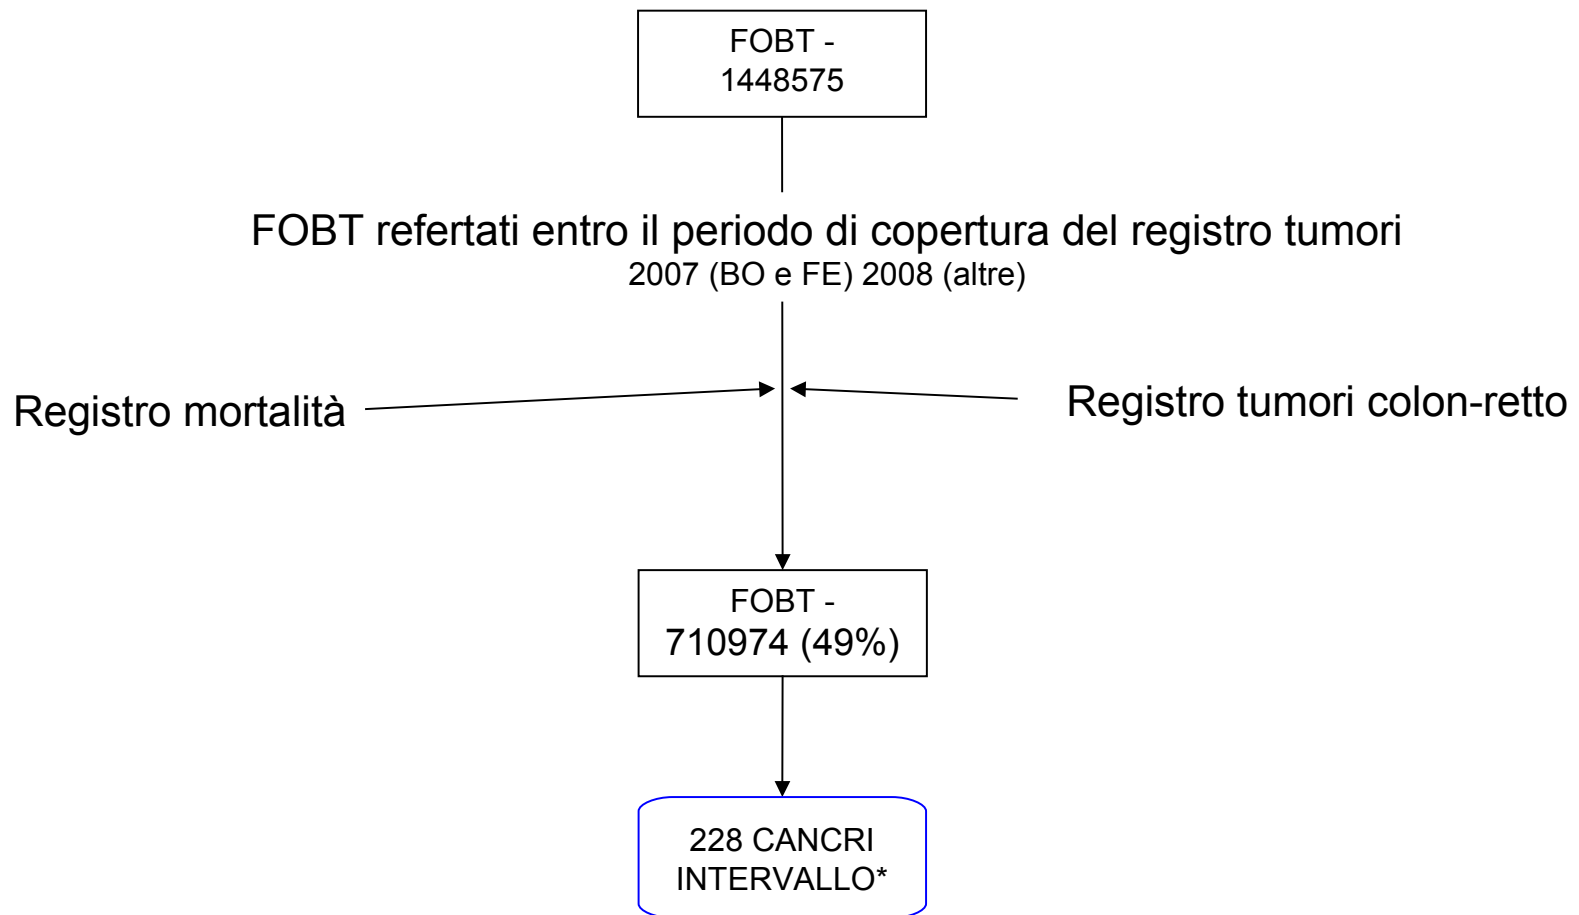 FOBT -
1448575
FOBT refertati entro il periodo di copertura del registro tumori
2007 (BO e FE) 2008 (altre)
Registro mortalità
Registro tumori colon-retto
FOBT -
710974 (49%)
228 CANCRI
INTERVALLO*